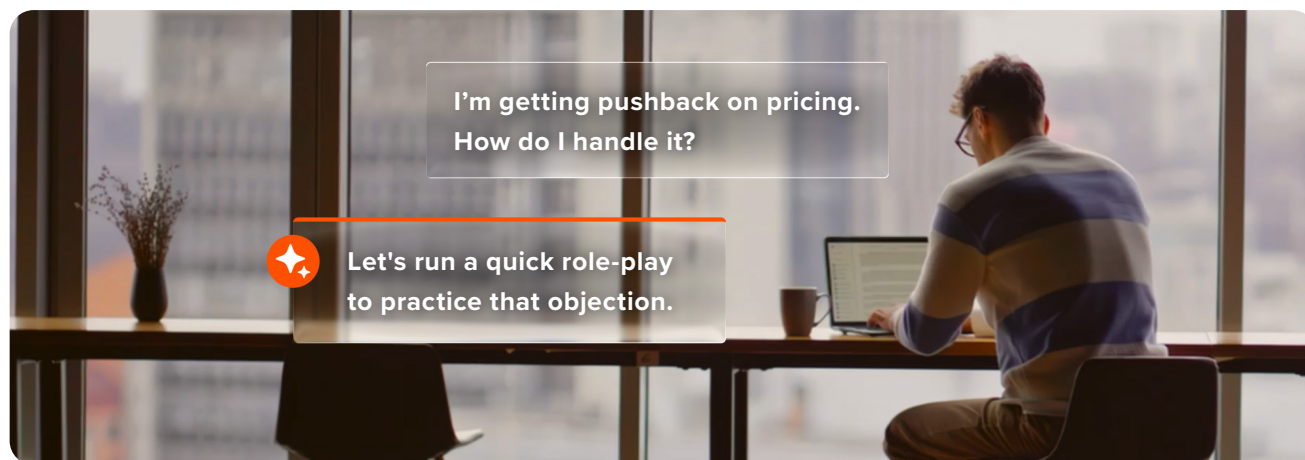 I’m getting pushback on pricing.
How do I handle it?
Let's run a quick role-play
to practice that objection.